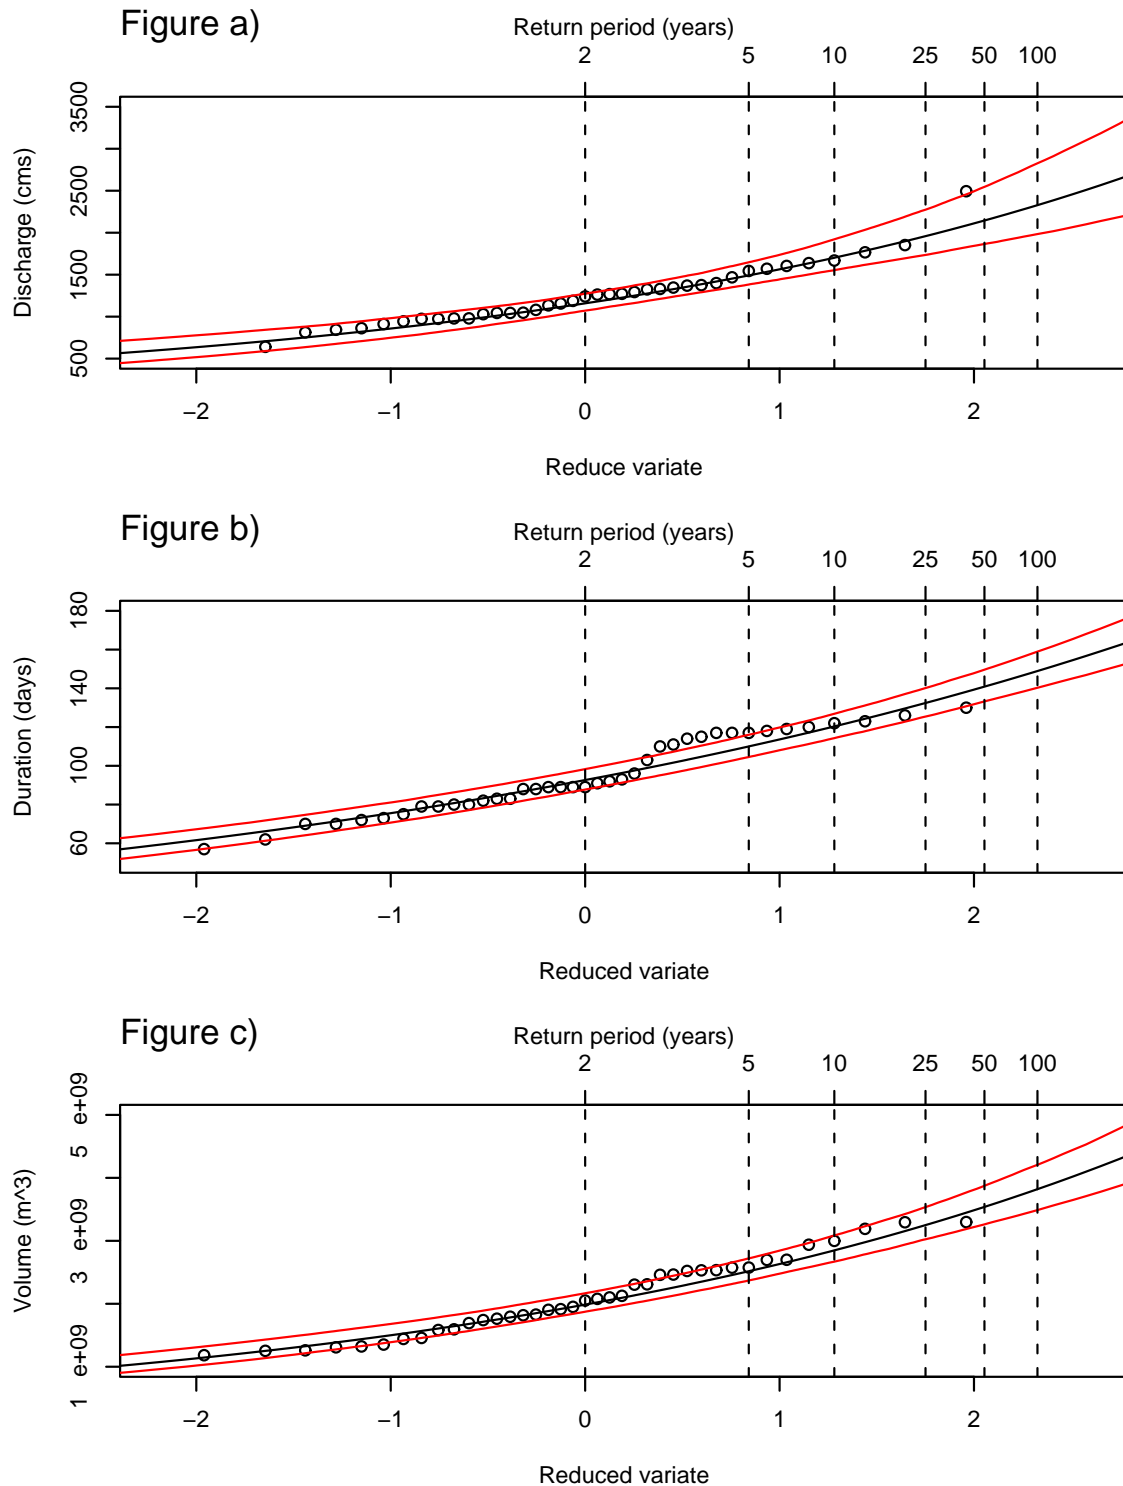 Figure a)
Return period (years)
2 5 10 25 50 100
3500
2500
1500
500
Discharge (cms)
−2 −1 0 1 2
Reduce variate
Figure b)
Return period (years)
2 5 10 25 50 100
180
140
100
60
Duration (days)
−2 −1 0 1 2
Reduced variate
Figure c)
Return period (years)
2 5 10 25 50 100
5 e+09
3 e+09
1 e+09
Volume (m^3)
−2 −1 0 1 2
Reduced variate